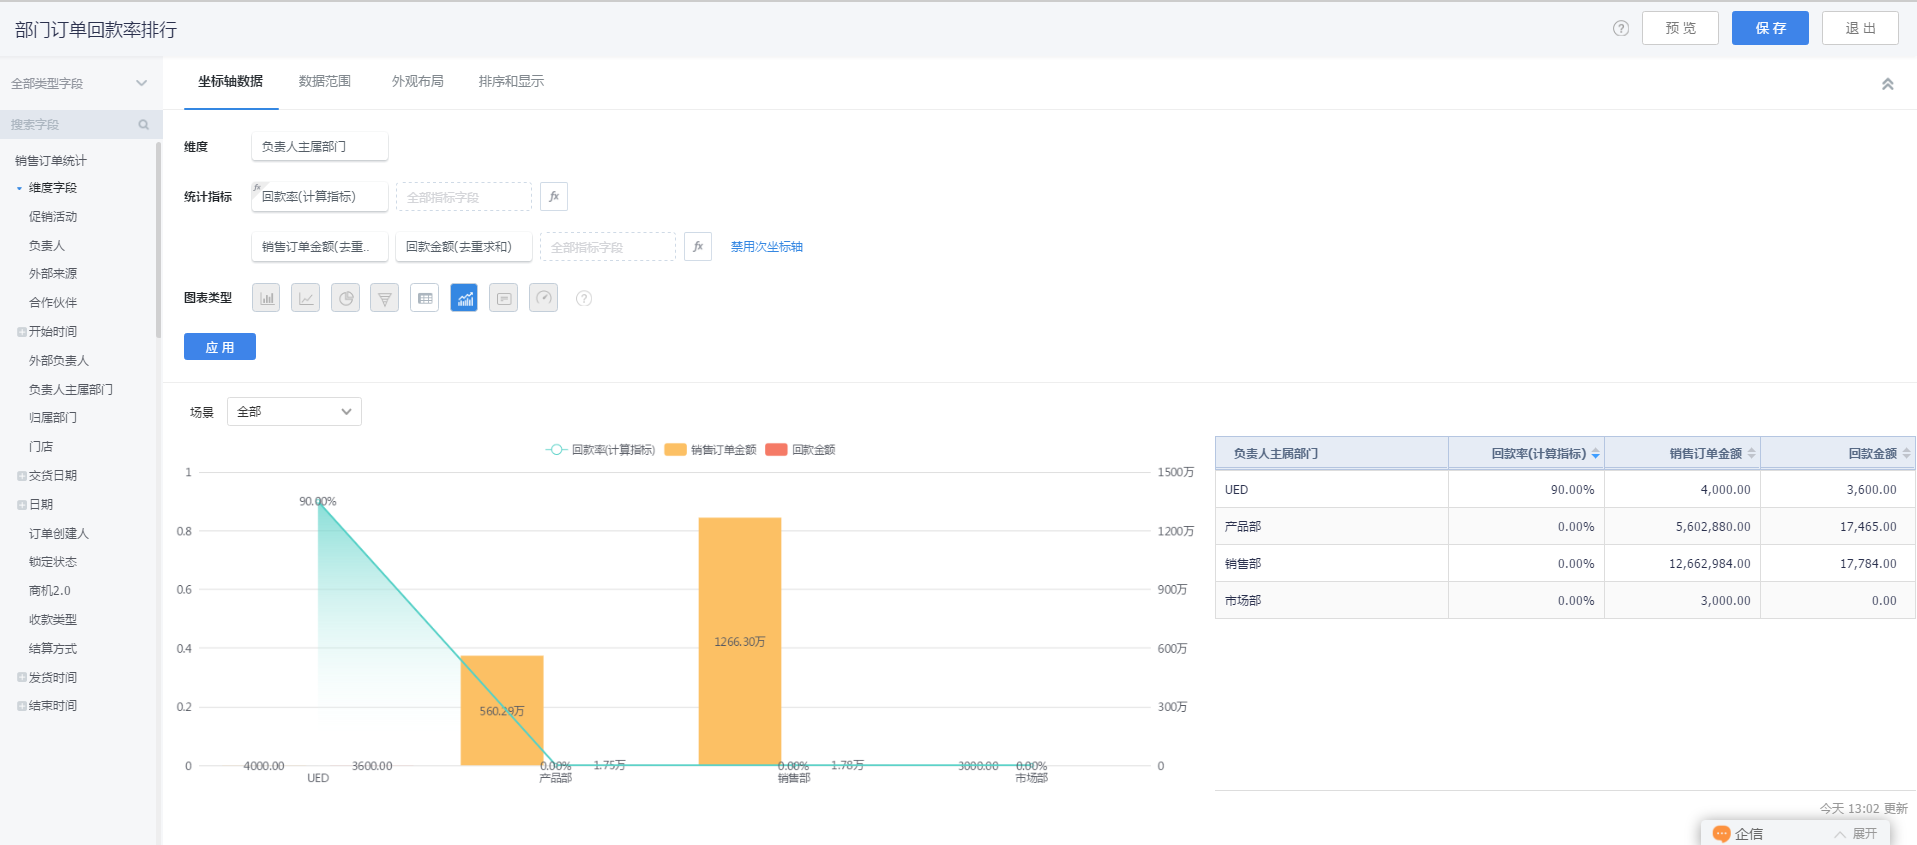 部门订单回款率排行
? 预 览 保 存 退 出
全部类型字段
坐标轴数据 数据范围 外观布局 排序和显示
搜索字段
销售订单统计
维度字段
促销活动
负责人
外部来源
合作伙伴
开始时间
外部负责人
负责人主属部门
归属部门
门店
交货日期
日期
订单创建人
锁定状态
商机2.0
收款类型
结算方式
发货时间
结束时间
维度 负责人主属部门
统计指标 fx 回款率(计算指标) 全部指标字段 fx
销售订单金额(去重.. 回款金额(去重求和) 全部指标字段 fx 禁用次坐标轴
图表类型 ?
应 用
场景 全部
回款率(计算指标) 销售订单金额 回款金额
1 1500万
90.00%
0.8 1200万
0.6 900万
1266.30万
0.4 600万
560.29万
0.2 300万
0 4000.00 3600.00 0.00% 1.75万 0.00% 1.78万 3000.00 0.00% 0
UED 产品部 销售部 市场部
负责人主属部门 回款率(计算指标) 销售订单金额 回款金额
UED 90.00% 4,000.00 3,600.00
产品部 0.00% 5,602,880.00 17,465.00
销售部 0.00% 12,662,984.00 17,784.00
市场部 0.00% 3,000.00 0.00
今天 13:02 更新
企信 展开